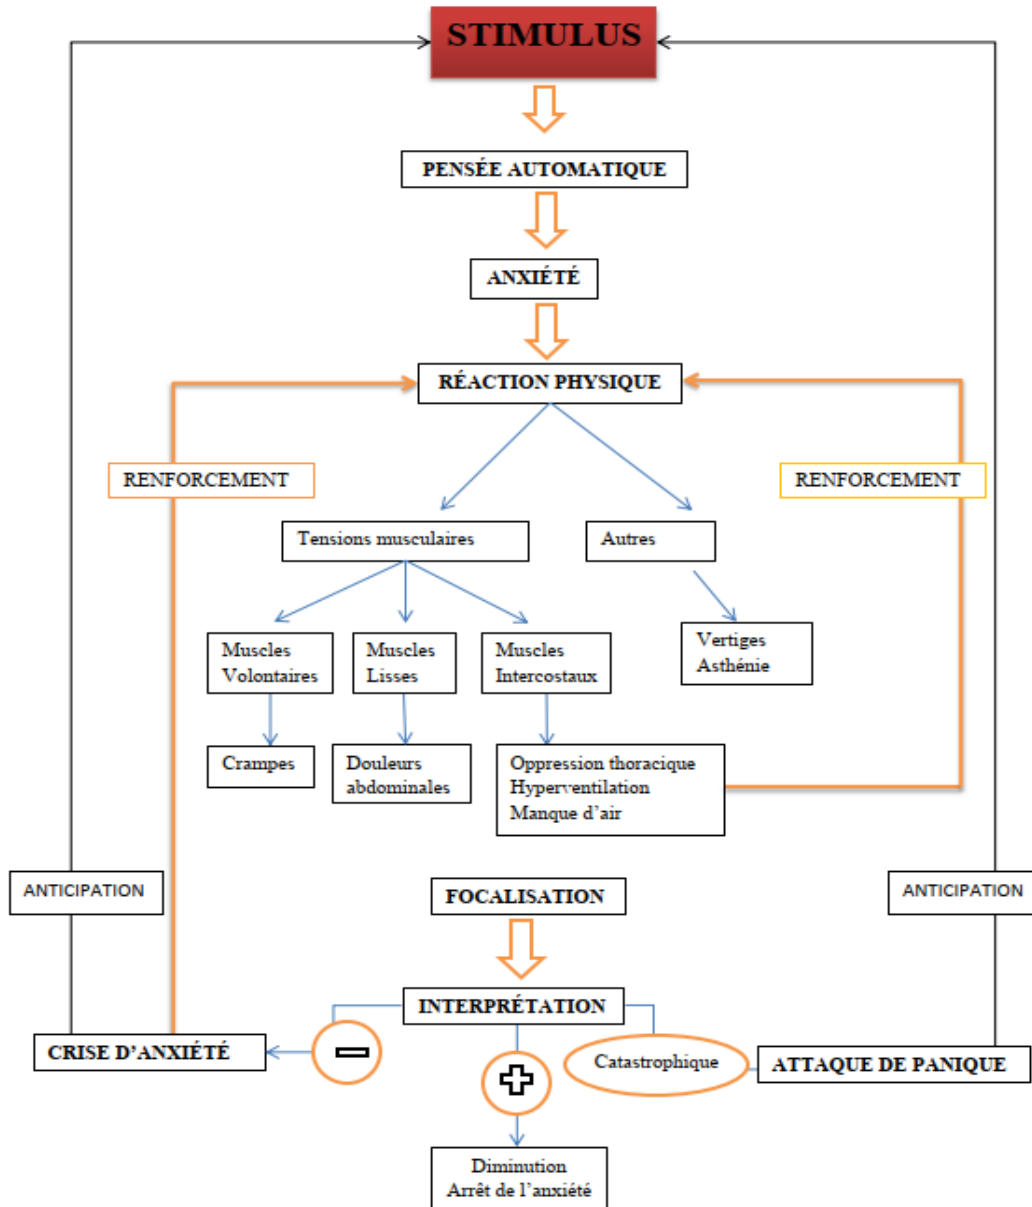 STIMULUS
PENSÉE AUTOMATIQUE
ANXIÉTÉ
RÉACTION PHYSIQUE
RENFORCEMENT
RENFORCEMENT
Tensions musculaires
Autres
Muscles
Volontaires
Muscles
Lisses
Muscles
Intercostaux
Vertiges
Asthénie
Crampes
Douleurs
abdominales
Oppression thoracique
Hyperventilation
Manque d'air
ANTICIPATION
ANTICIPATION
FOCALISATION
INTERPRÉTATION
CRISE D'ANXIÉTÉ
Catastrophique
ATTAQUE DE PANIQUE
Diminution
Arrêt de l'anxiété